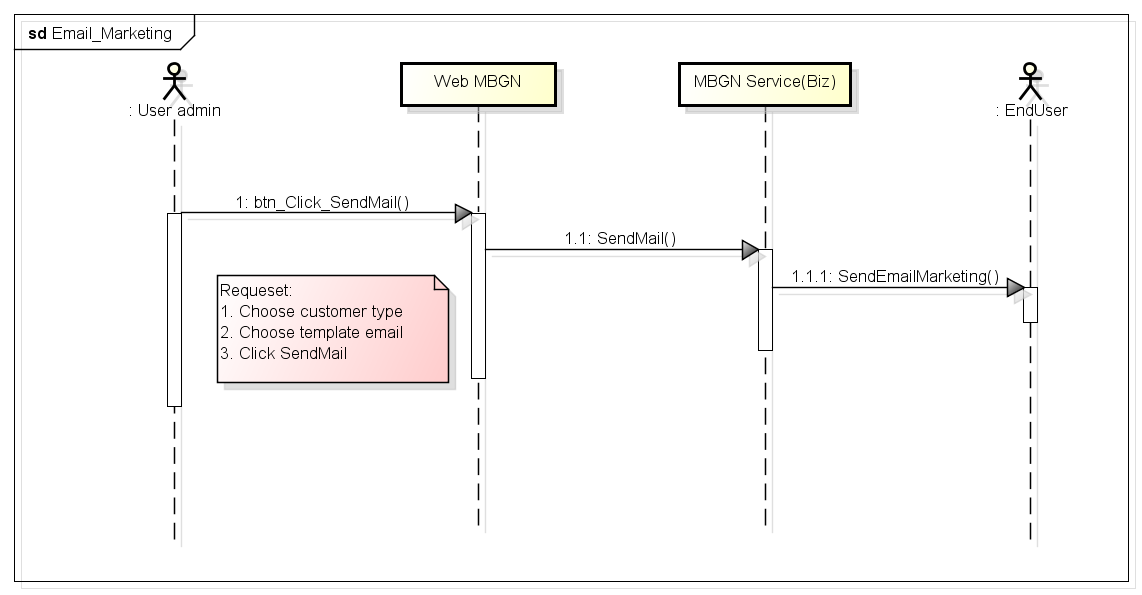 sd Email_Marketing
: User admin
Web MBGN
MBGN Service(Biz)
: EndUser
1: btn_Click_SendMail()
1.1: SendMail()
1.1.1: SendEmailMarketing()
Requeset:
1. Choose customer type
2. Choose template email
3. Click SendMail